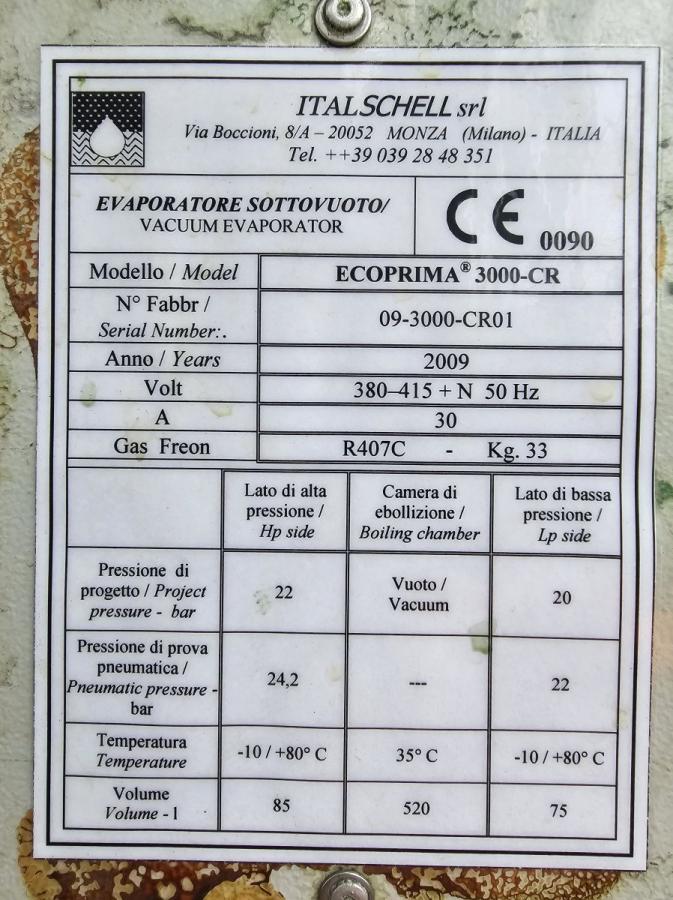 ITALSCHELL srl
Via Boccioni, 8/A – 20052 MONZA (Milano) - ITALIA
Tel. ++39 039 28 48 351
EVAPORATORE SOTTOVUOTO/
VACUUM EVAPORATOR
CE 0090
Modello / Model
ECOPRIMA® 3000-CR
N° Fabbr /
Serial Number:.
09-3000-CR01
Anno / Years
2009
Volt
380–415 + N 50 Hz
A
30
Gas Freon
R407C - Kg. 33
Lato di alta
pressione /
Hp side
Camera di
ebollizione /
Boiling chamber
Lato di bassa
pressione /
Lp side
Pressione di
progetto / Project
pressure - bar
22
Vuoto /
Vacuum
20
Pressione di prova
pneumatica /
Pneumatic pressure -
bar
24,2
---
22
Temperatura
Temperature
-10 / +80° C
35° C
-10 / +80° C
Volume
Volume - l
85
520
75